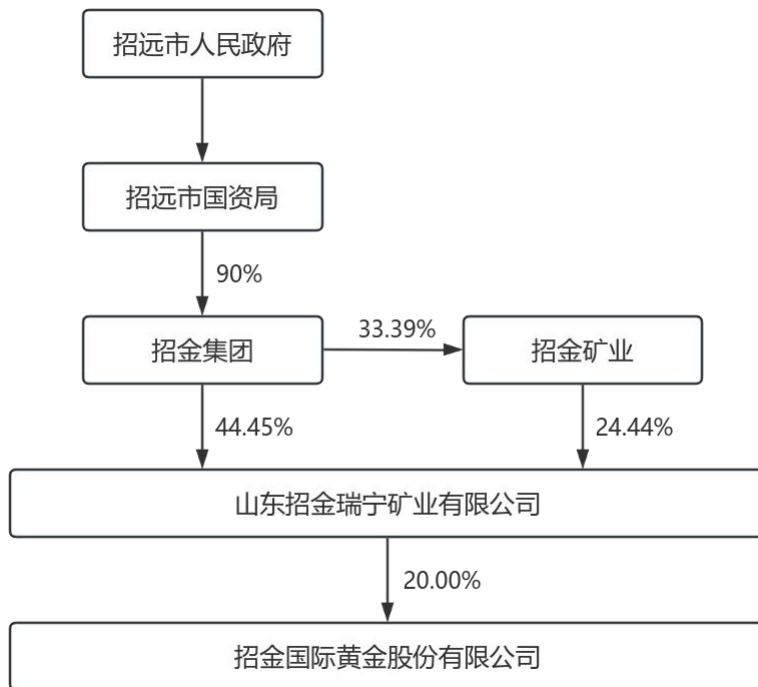 招远市人民政府
招远市国资局
90%
招金集团
33.39%
招金矿业
44.45%
24.44%
山东招金瑞宁矿业有限公司
20.00%
招金国际黄金股份有限公司